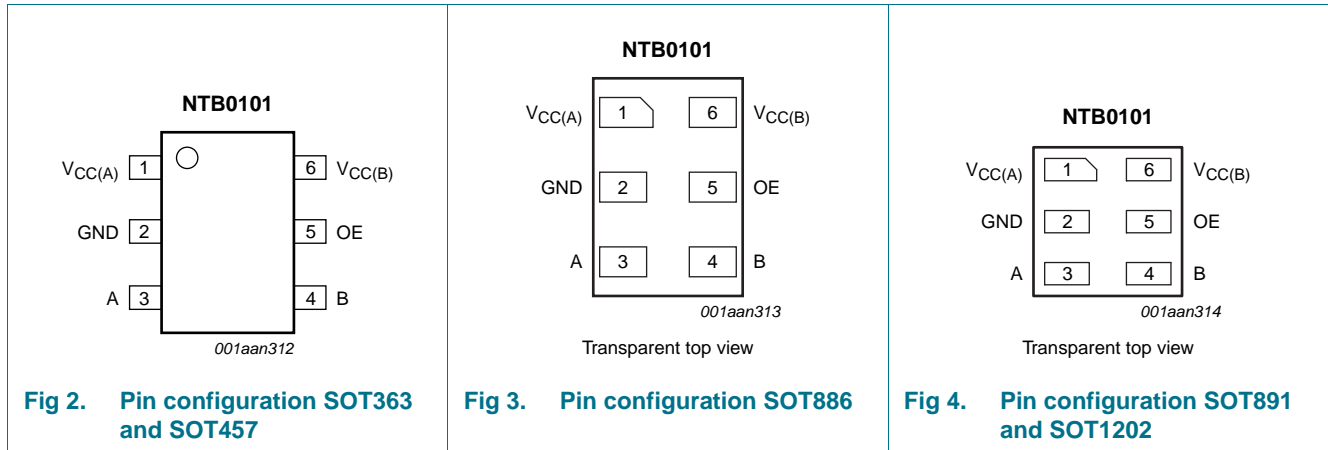 NTB0101
VCC(A) 1 6 VCC(B)
GND 2 5 OE
A 3 4 B
001aan312
Fig 2. Pin configuration SOT363
and SOT457
NTB0101
VCC(A) 1 6 VCC(B)
GND 2 5 OE
A 3 4 B
001aan313
Transparent top view
Fig 3. Pin configuration SOT886
NTB0101
VCC(A) 1 6 VCC(B)
GND 2 5 OE
A 3 4 B
001aan314
Transparent top view
Fig 4. Pin configuration SOT891
and SOT1202